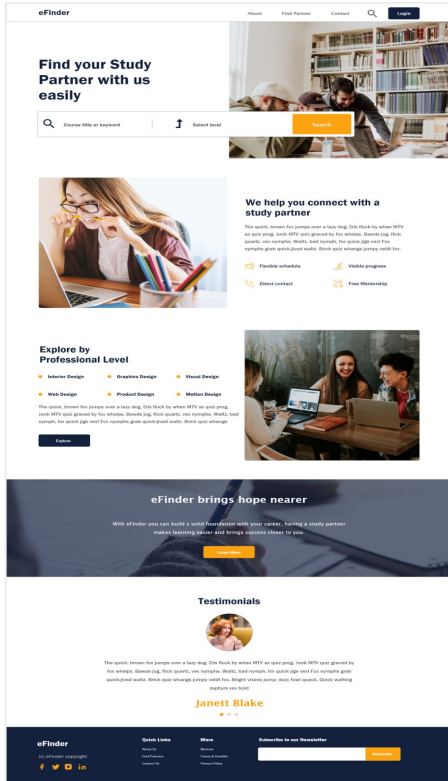 eFinder
About Find Partner Contact Login
Find your Study
Partner with us
easily
Course title or keyword Select level Search
We help you connect with a
study partner
The quick, brown fox jumps over a lazy dog. DJs flock by when MTV
ax quiz prog. Junk MTV quiz graced by fox whelps. Bawds jog, flick
quartz, vex nymphs. Waltz, bad nymph, for quick jigs vex! Fox
nymphs grab quick-jived waltz. Brick quiz whangs jumpy veldt fox.
Flexible schedule Visible progress
Direct contact Free Mentorship
Explore by
Professional Level
Interior Design Graphics Design Visual Design
Web Design Product Design Motion Design
The quick, brown fox jumps over a lazy dog. DJs flock by when MTV ax quiz prog.
Junk MTV quiz graced by fox whelps. Bawds jog, flick quartz, vex nymphs. Waltz, bad
nymph, for quick jigs vex! Fox nymphs grab quick-jived waltz. Brick quiz whangs
Explore
eFinder brings hope nearer
With eFinder you can build s solid foundation with your career, having a study partner
makes learning easier and brings success closer to you.
Learn More
Testimonials
The quick, brown fox jumps over a lazy dog. DJs flock by when MTV ax quiz prog. Junk MTV quiz graced by
fox whelps. Bawds jog, flick quartz, vex nymphs. Waltz, bad nymph, for quick jigs vex! Fox nymphs grab
quick-jived waltz. Brick quiz whangs jumpy veldt fox. Bright vixens jump; dozy fowl quack. Quick wafting
zephyrs vex bold
Janett Blake
eFinder
(c) eFinder copyright
Quick Links
About Us
Find Partners
Contact Us
More
Terms & Condition
Privacy Policy
Subscribe to our Newsletter
Subscribe